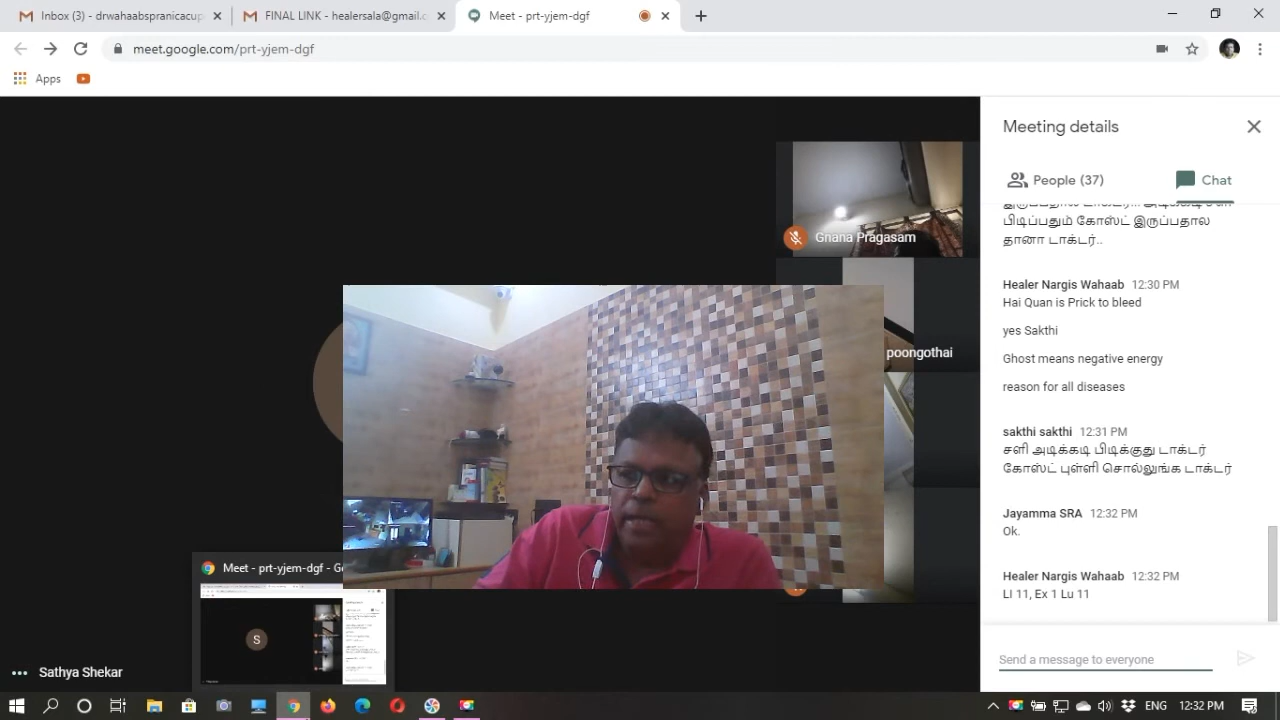 Inbox (3) - drwahaabspranicacup
FINAL LINK - healersala@gmail.c
Meet - prt-yjem-dgf
meet.google.com/prt-yjem-dgf
Apps
Meeting details
People (37)
Chat
பிடிப்பதும் கோஸ்ட் இருப்பதால
தானா டாக்டர்..
Healer Nargis Wahaab 12:30 PM
Hai Quan is Prick to bleed
yes Sakthi
Ghost means negative energy
reason for all diseases
sakthi sakthi 12:31 PM
சளி அடிக்கடி பிடிக்குது டாக்டர்
கோஸ்ட் புள்ளி சொல்லுங்க டாக்டர்
Jayamma SRA 12:32 PM
Ok.
Healer Nargis Wahaab 12:32 PM
LI 11, Ex 1 Lu 11
Send a message to everyone
Gnana Pragasam
poongothai
Meet - prt-yjem-dgf - Go
S
Sathya
ENG 12:32 PM